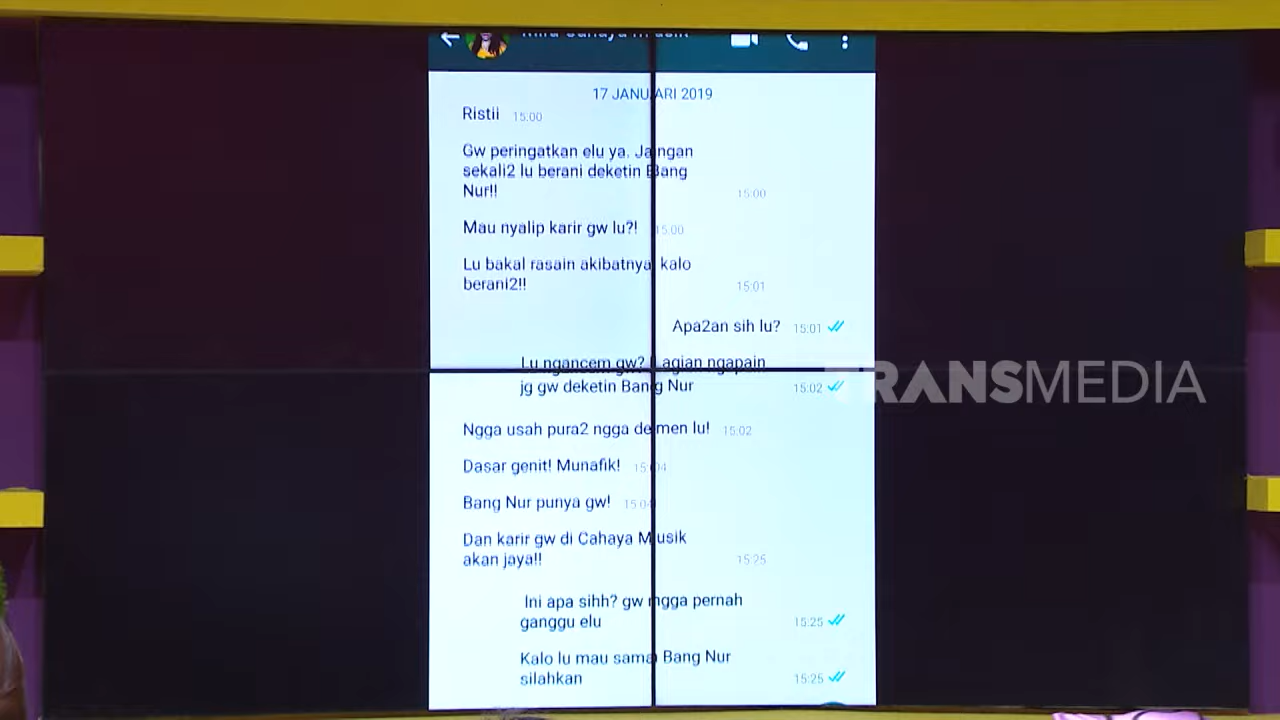 17 JANUARI 2019
Ristii 15:00
Gw peringatkan elu ya. Jangan
sekali2 lu berani deketin Bang
Nur!!
15:00
Mau nyalip karir gw lu?! 15:00
Lu bakal rasain akibatnya kalo
berani2!!
15:01
Apa2an sih lu? 15:01
Lu ngancem gw? Lagian ngapain
jg gw deketin Bang Nur 15:02
TRANSMEDIA
Ngga usah pura2 ngga demen lu! 15:02
Dasar genit! Munafik! 15:04
Bang Nur punya gw! 15:04
Dan karir gw di Cahaya Musik
akan jaya!! 15:25
Ini apa sihh? gw ngga pernah
ganggu elu 15:25
Kalo lu mau sama Bang Nur
silahkan 15:25